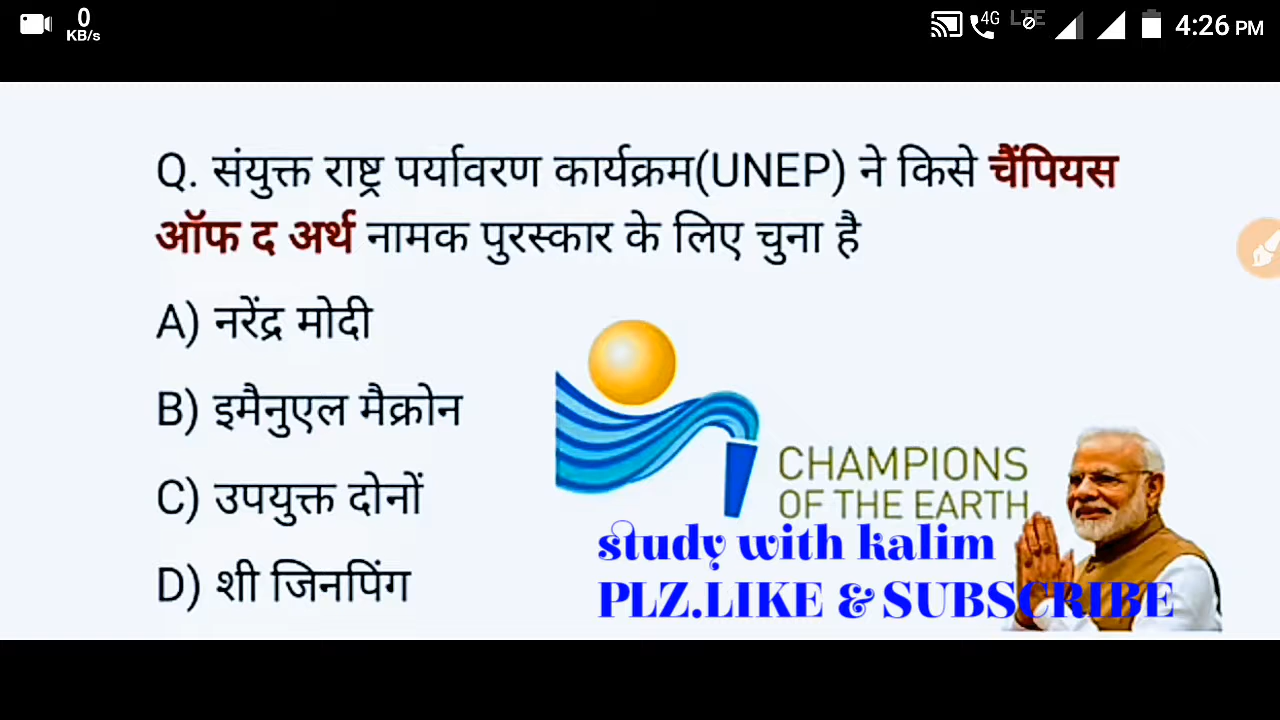 0
KB/s
4G LTE 4:26 PM
Q. संयुक्त राष्ट्र पर्यावरण कार्यक्रम(UNEP) ने किसे चैंपियस
ऑफ द अर्थ नामक पुरस्कार के लिए चुना है
A) नरेंद्र मोदी
B) इमैनुएल मैक्रोन
C) उपयुक्त दोनों
D) शी जिनपिंग
CHAMPIONS
OF THE EARTH
study with kalim
PLZ.LIKE & SUBSCRIBE